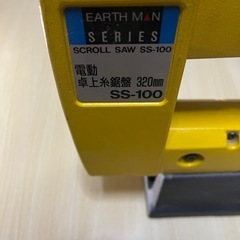 EARTH MAN
SERIES
SCROLL SAW SS-100
電動
卓上糸鋸盤 320mm
SS-100